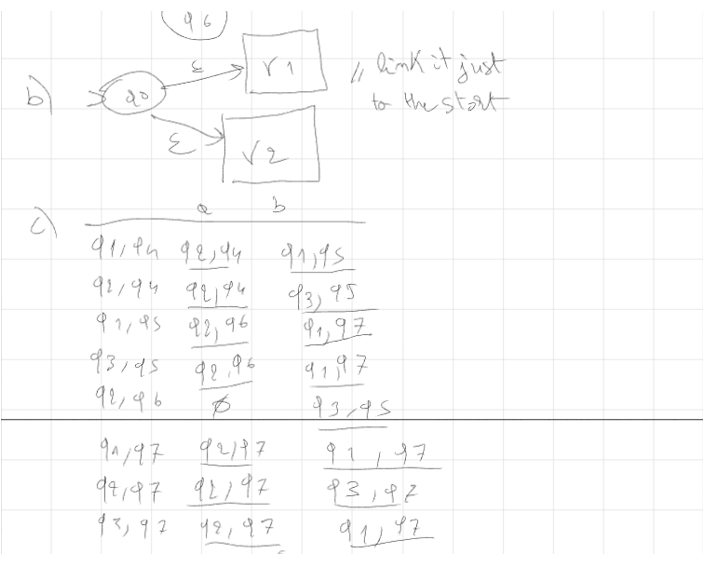 q6
b) q0 ε V1 // link it just
to the start
ε V2
c) a b
q1,q4 q2,q4 q1,q5
q2,q4 q2,q4 q3,q5
q1,q5 q2,q6 q1,q7
q3,q5 q2,q6 q1,q7
q2,q6 ø q3,q5
q1,q7 q2,q7 q1,q7
q2,q7 q2,q7 q3,q7
q3,q7 q2,q7 q1,q7